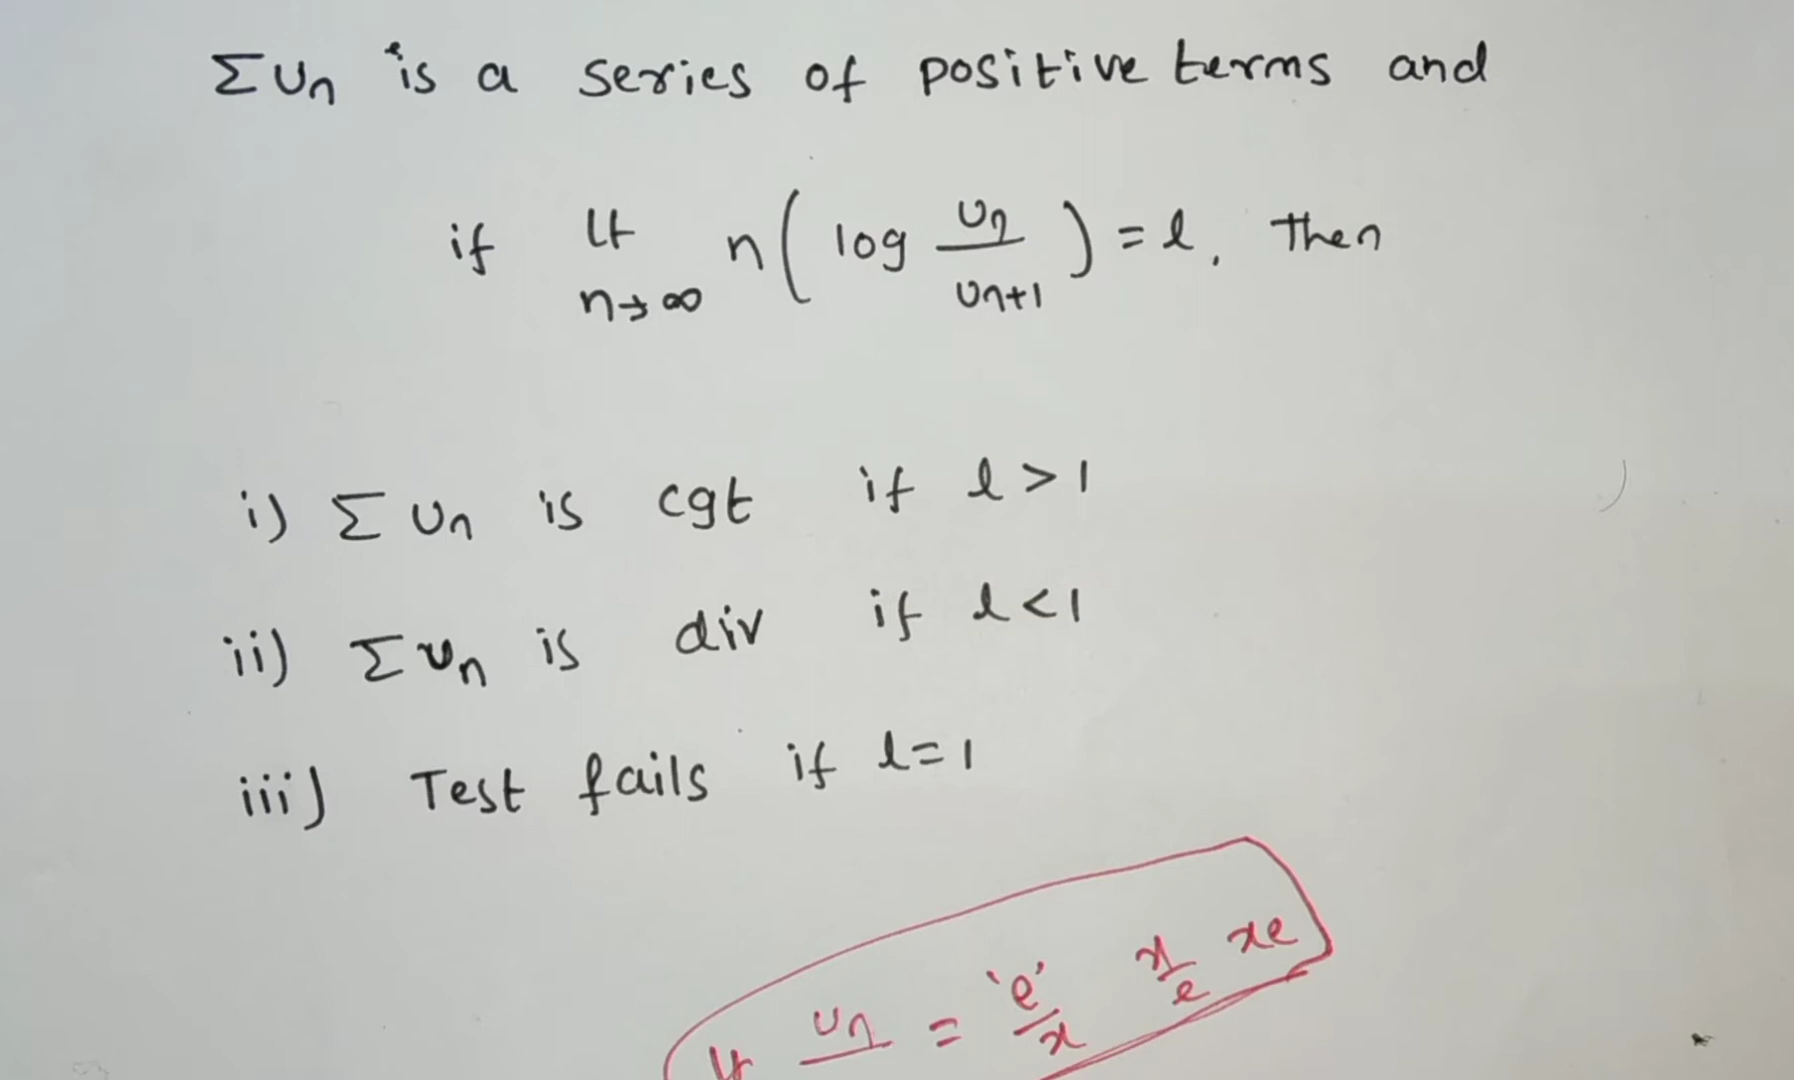 Σun is a series of positive terms and
if lt n→∞ n( log un/un+1 ) = l, then
i) Σun is cgt if l>1
ii) Σun is div if l<1
iii) Test fails if l=1
lt un = 'e'/x x/e xe